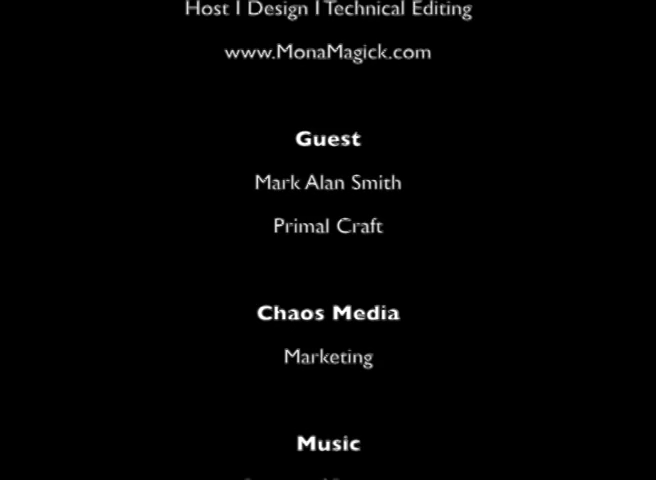 Host | Design | Technical Editing
www.MonaMagick.com
Guest
Mark Alan Smith
Primal Craft
Chaos Media
Marketing
Music